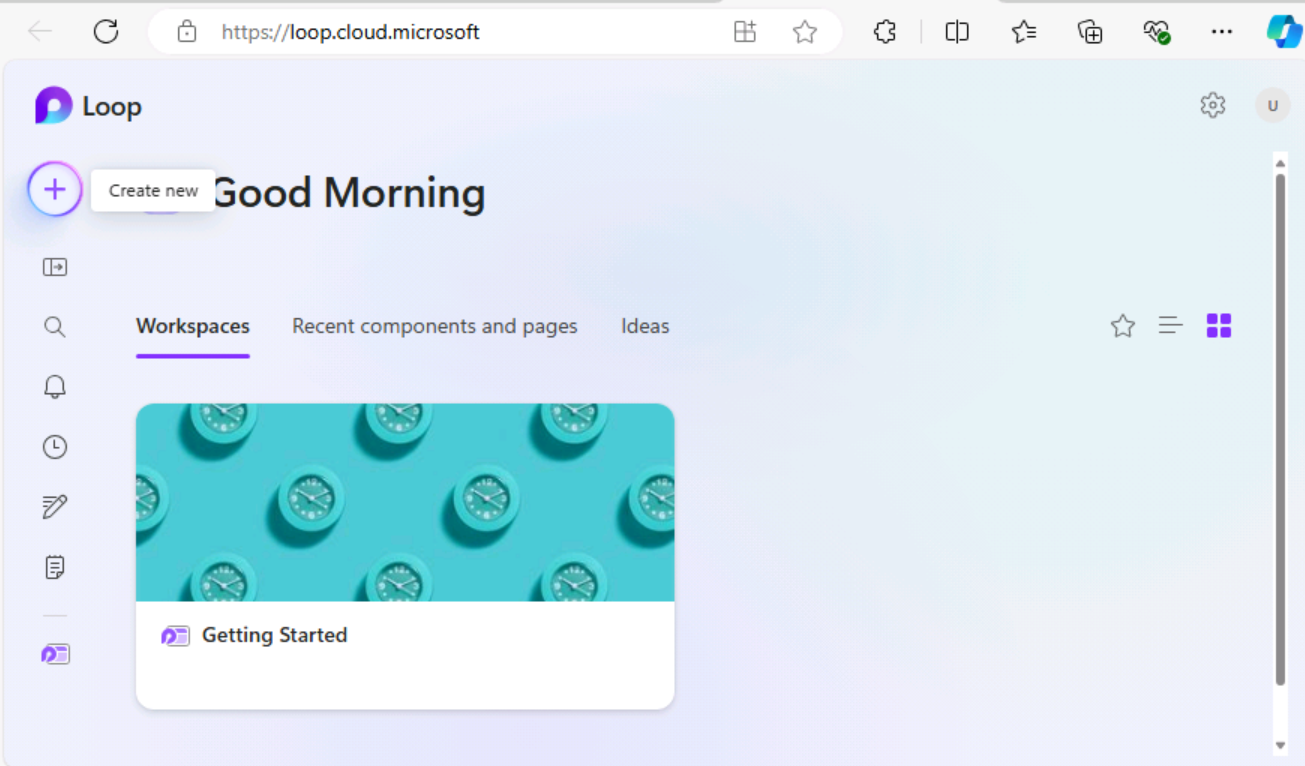 https://loop.cloud.microsoft
Loop
U
Create new
Good Morning
Workspaces
Recent components and pages
Ideas
Getting Started